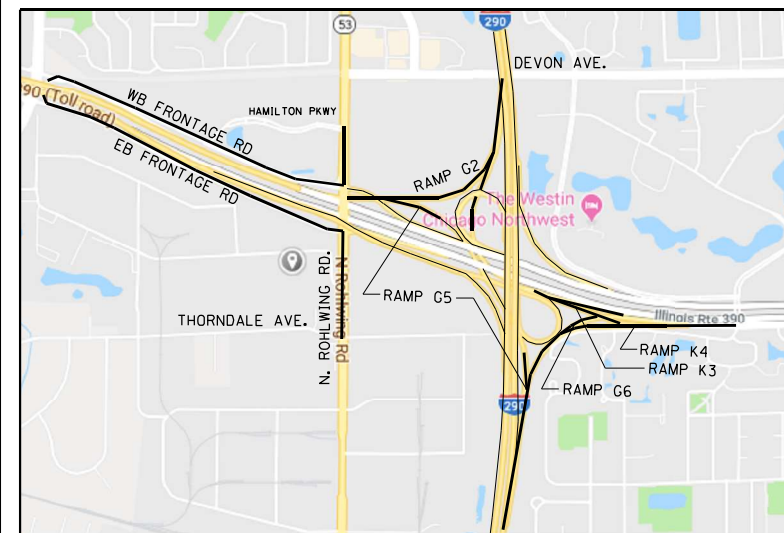 290
53
DEVON AVE.
90 (Toll road)
WB FRONTAGE RD
HAMILTON PKWY
EB FRONTAGE RD
RAMP G2
The Westin
Chicago Northwest
N. ROHLWING RD.
N Rohlwing Rd
RAMP G5
THORNDALE AVE.
Illinois Rte 390
RAMP K4
RAMP K3
RAMP G6
290